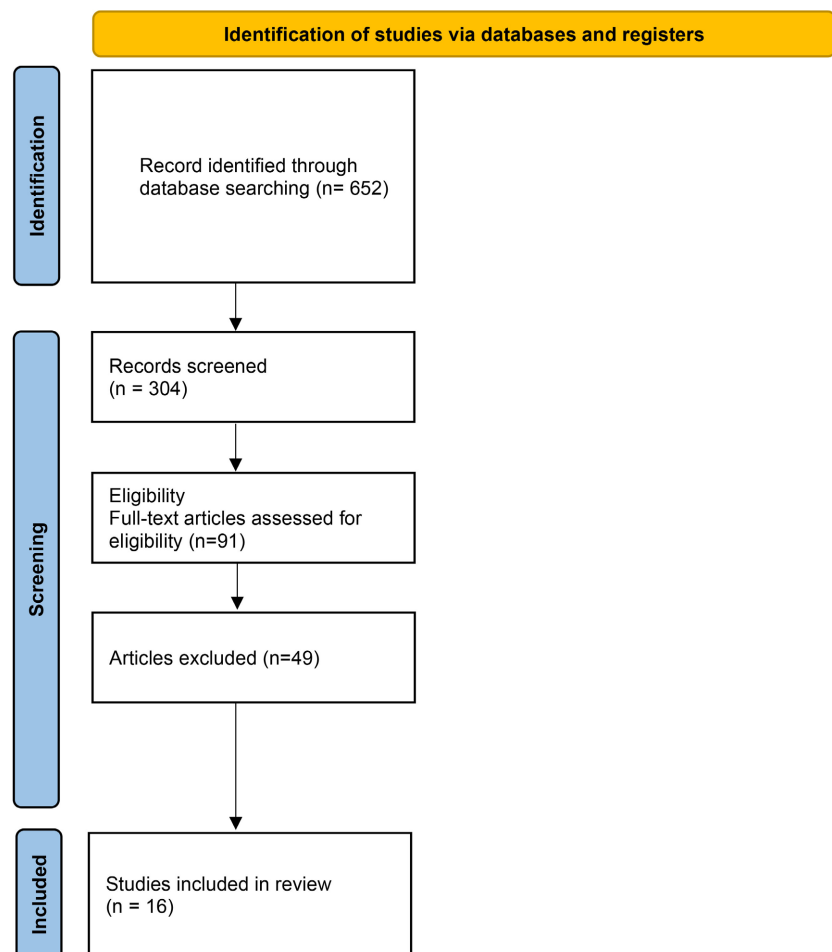 Identification of studies via databases and registers
Identification
Record identified through
database searching (n= 652)
Screening
Records screened
(n = 304)
Eligibility
Full-text articles assessed for
eligibility (n=91)
Articles excluded (n=49)
Included
Studies included in review
(n = 16)